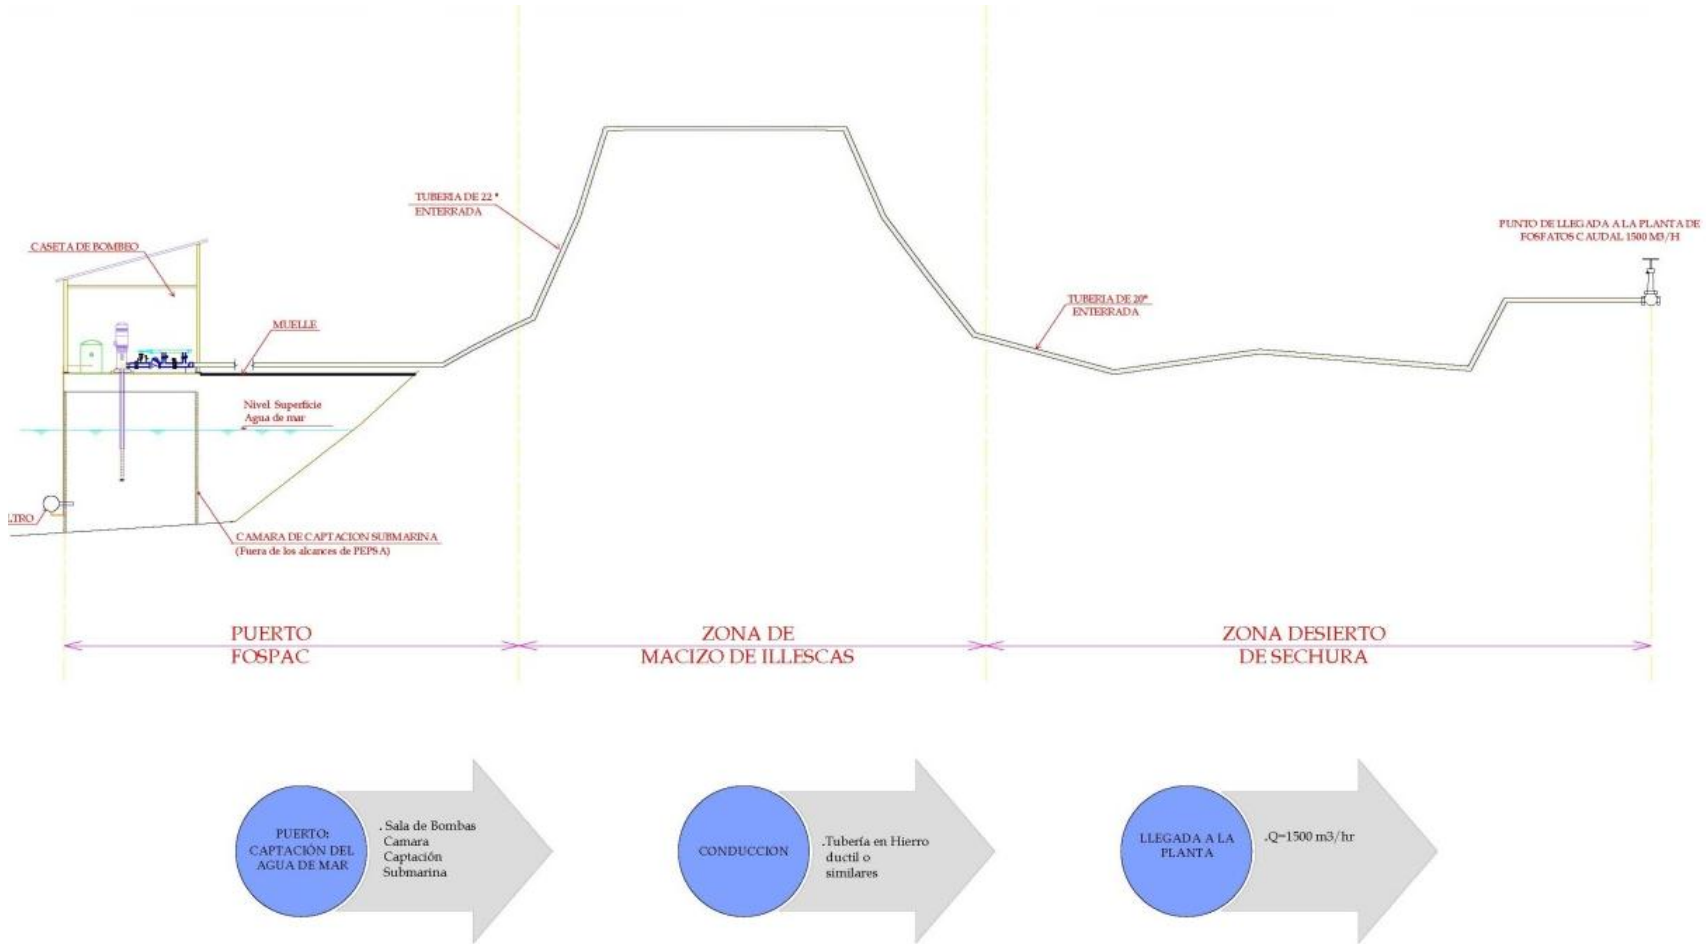 TUBERIA DE 22 "
ENTERRADA
PUNTO DE LLEGADA A LA PLANTA DE
FOSFATOS CAUDAL 1500 M3/H
CASETA DE BOMBEO
TUBERIA DE 20"
ENTERRADA
MUELLE
Nivel Superficie
Agua de mar
LTRO
CAMARA DE CAPTACION SUBMARINA
(Fuera de los alcances de PEPSA)
PUERTO
FOSPAC
ZONA DE
MACIZO DE ILLESCAS
ZONA DESIERTO
DE SECHURA
PUERTO:
CAPTACIÓN DEL
AGUA DE MAR
. Sala de Bombas
Camara
Captación
Submarina
CONDUCCION
.Tubería en Hierro
ductil o
similares
LLEGADA A LA
PLANTA
.Q=1500 m3/hr